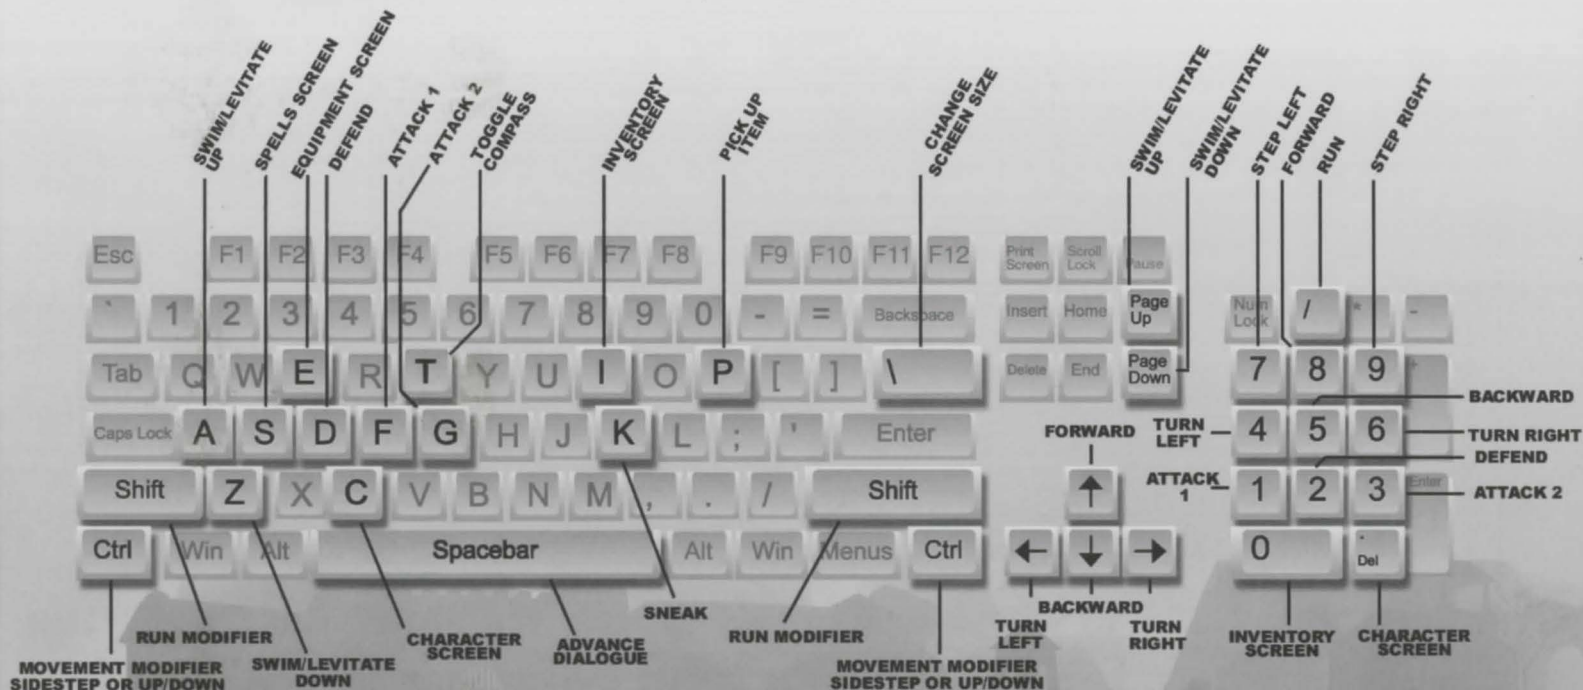 SWIM/LEVITATE
UP
SPELLS SCREEN
EQUIPMENT SCREEN
DEFEND
ATTACK 1
ATTACK 2
TOGGLE
COMPASS
INVENTORY
SCREEN
PICK UP
ITEM
CHANGE
SCREEN SIZE
SWIM/LEVITATE
UP
SWIM/LEVITATE
DOWN
STEP LEFT
FORWARD
RUN
STEP RIGHT
Esc F1 F2 F3 F4 F5 F6 F7 F8 F9 F10 F11 F12
Print
Screen
Scroll
Lock
Pause
` 1 2 3 4 5 6 7 8 9 0 - = Backspace
Insert Home Page
Up
Num
Lock
/ * -
Tab Q W E R T Y U I O P [ ] \
Delete End Page
Down
7 8 9 +
BACKWARD
Caps Lock A S D F G H J K L ; ' Enter
FORWARD
TURN
LEFT
4 5 6
TURN RIGHT
DEFEND
Shift Z X C V B N M , . / Shift
↑
ATTACK
1
1 2 3 Enter
ATTACK 2
Ctrl Win Alt Spacebar Alt Win Menus Ctrl
← ↓ →
0 .
Del
RUN MODIFIER
MOVEMENT MODIFIER
SIDESTEP OR UP/DOWN
SWIM/LEVITATE
DOWN
CHARACTER
SCREEN
ADVANCE
DIALOGUE
SNEAK
RUN MODIFIER
MOVEMENT MODIFIER
SIDESTEP OR UP/DOWN
BACKWARD
TURN
LEFT
TURN
RIGHT
INVENTORY
SCREEN
CHARACTER
SCREEN